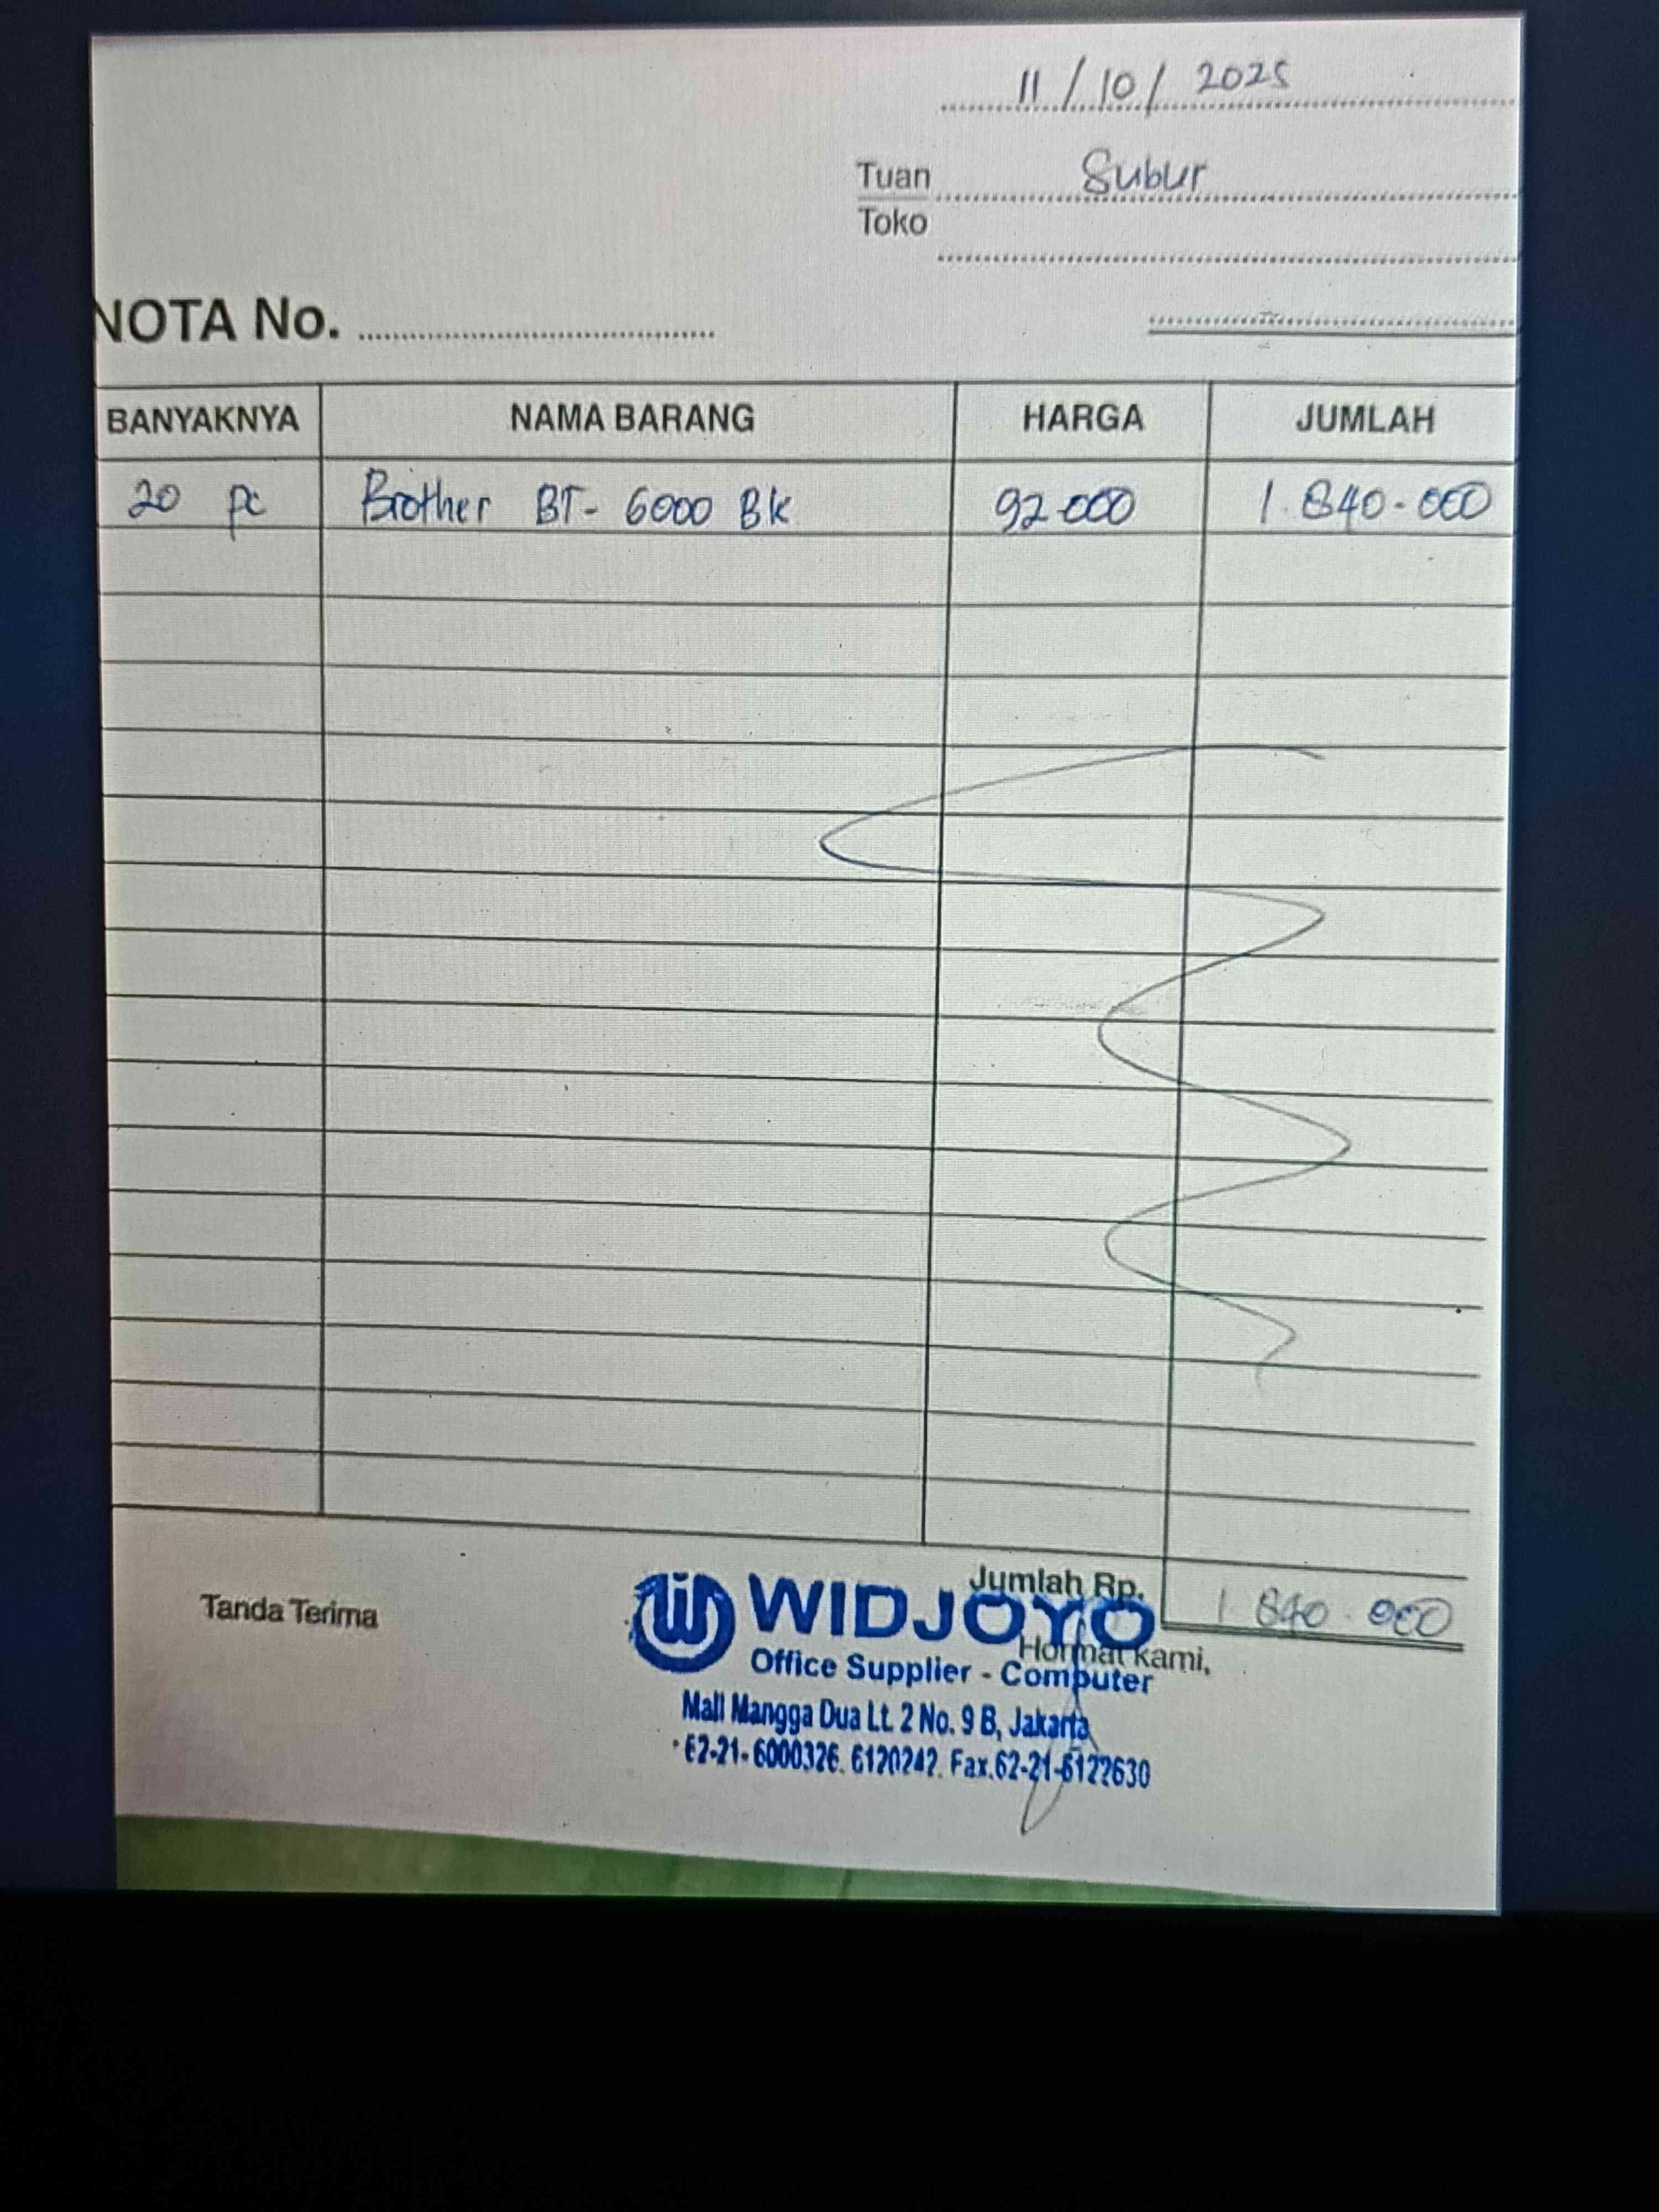 11 / 10 / 2025
Tuan Subur
Toko
NOTA No. ........................................
BANYAKNYA NAMA BARANG HARGA JUMLAH
20 pc Brother BT- 6000 BK 92.000 1.840.000
Jumlah Rp. 1.840.000
Tanda Terima
Hormat kami,
WIDJOYO
Office Supplier - Computer
Mall Mangga Dua Lt. 2 No. 9 B, Jakarta
62-21-6000326. 6120242. Fax.62-21-6122630